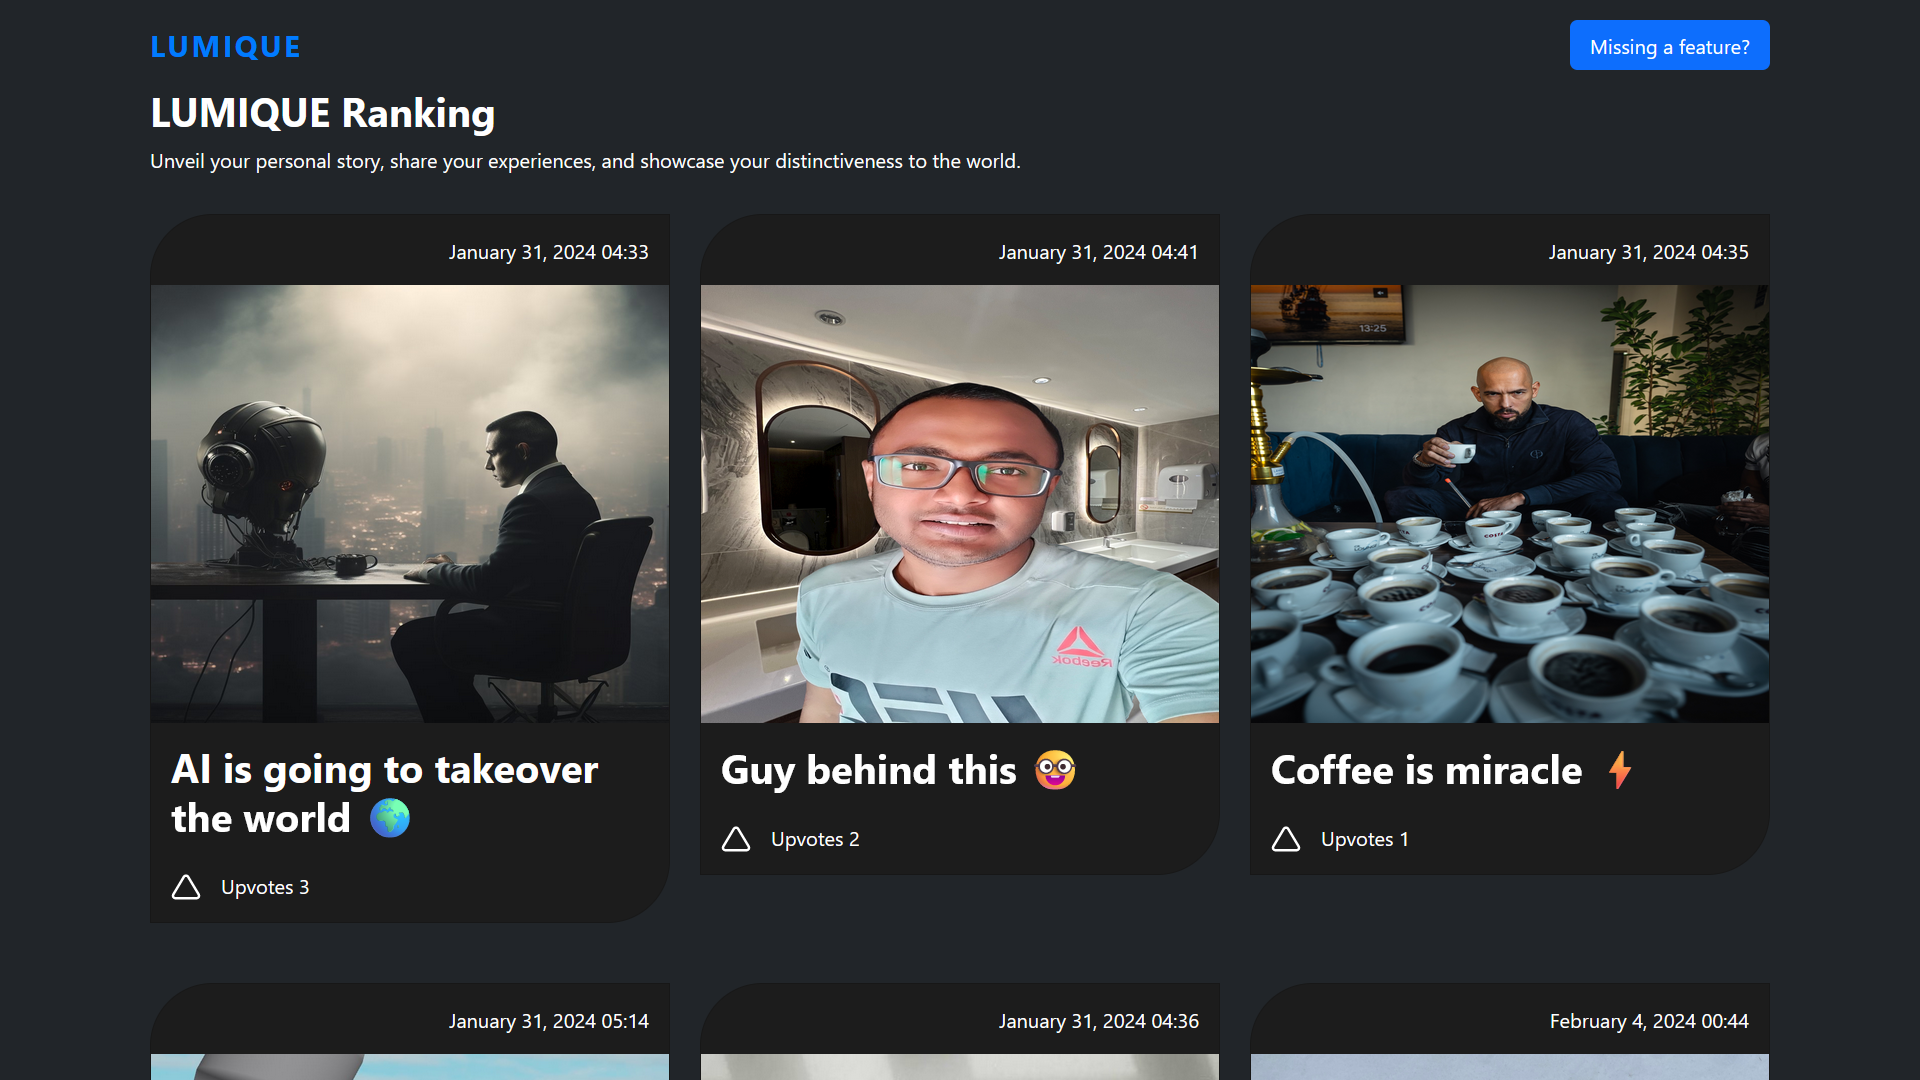 LUMIQUE
Missing a feature?
LUMIQUE Ranking
Unveil your personal story, share your experiences, and showcase your distinctiveness to the world.
January 31, 2024 04:33
January 31, 2024 04:41
January 31, 2024 04:35
13:25
COSTA
Reebok
AI is going to takeover
the world 🌍
Guy behind this 🤓
Coffee is miracle ⚡
Upvotes 2
Upvotes 1
Upvotes 3
January 31, 2024 05:14
January 31, 2024 04:36
February 4, 2024 00:44